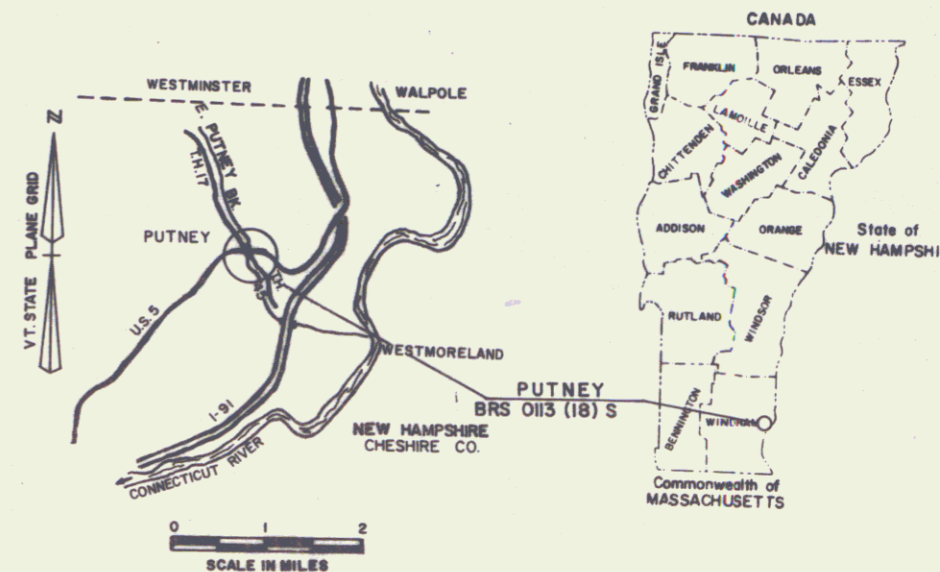 CANADA
WESTMINSTER
WALPOLE
E. PUTNEY BK.
T.H.17
N
VT. STATE PLANE GRID
PUTNEY
T.H.
U.S. 5
WESTMORELAND
I-91
NEW HAMPSHIRE
CHESHIRE CO.
CONNECTICUT RIVER
0 1 2
SCALE IN MILES
PUTNEY
BRS 0113 (18) S
GRAND ISLE
FRANKLIN
ORLEANS
ESSEX
LAMOILLE
CHITTENDEN
WASHINGTON
CALEDONIA
ADDISON
ORANGE
State of
NEW HAMPSHI
RUTLAND
WINDSOR
BENNINGTON
WINDHAM
Commonwealth of
MASSACHUSETTS